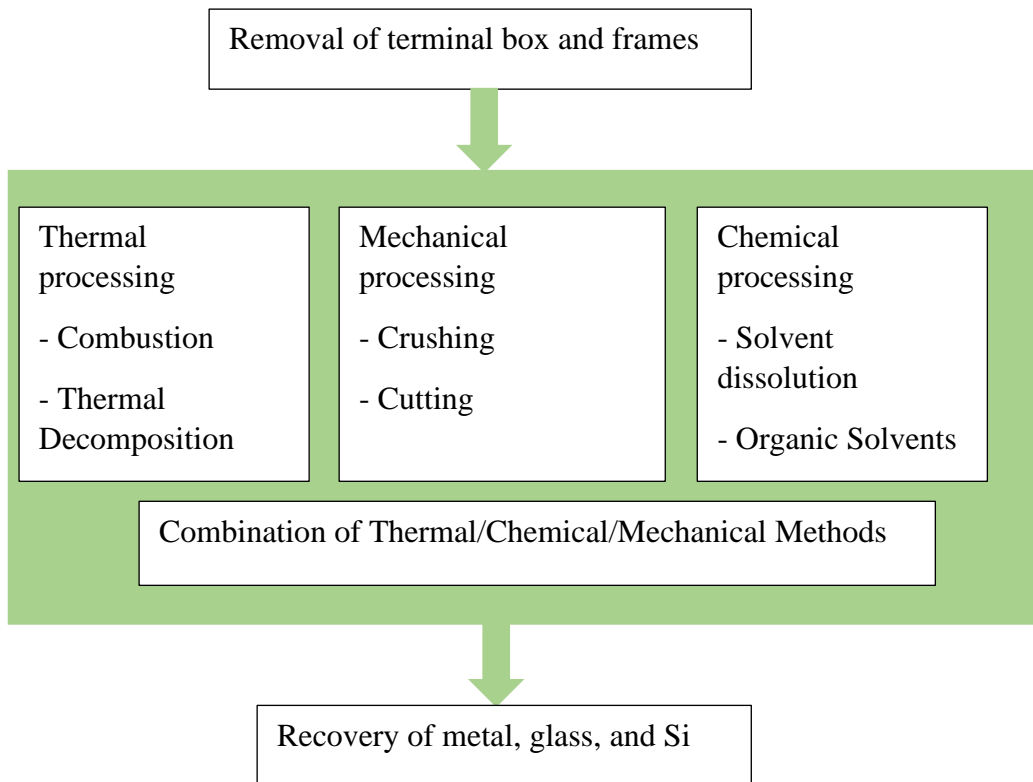 Removal of terminal box and frames
Thermal
processing
- Combustion
- Thermal
Decomposition
Mechanical
processing
- Crushing
- Cutting
Chemical
processing
- Solvent
dissolution
- Organic Solvents
Combination of Thermal/Chemical/Mechanical Methods
Recovery of metal, glass, and Si